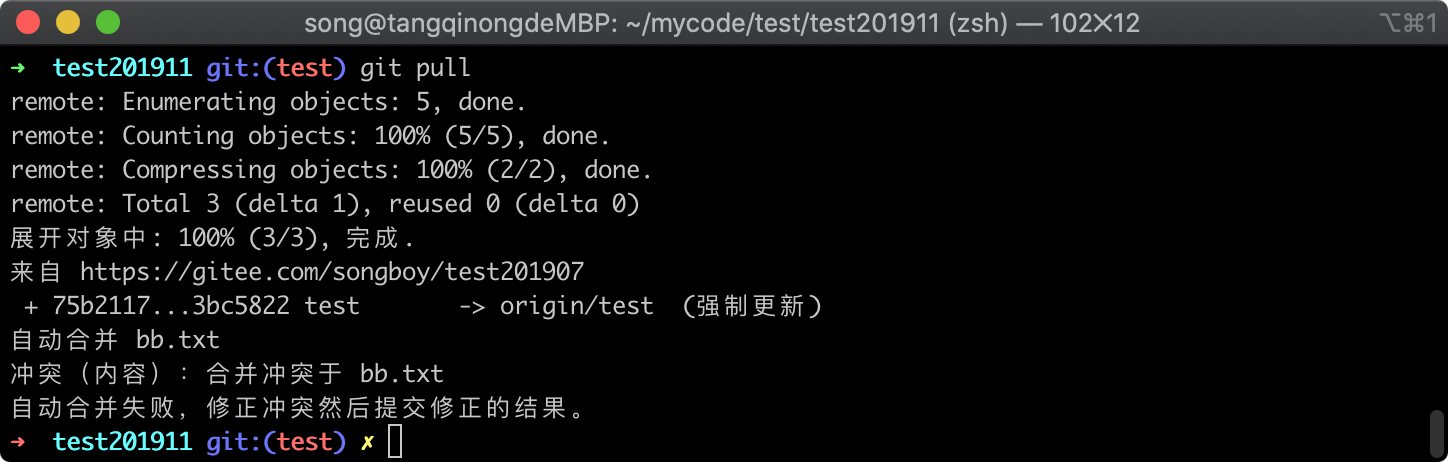 song@tangqinongdeMBP: ~/mycode/test/test201911 (zsh) — 102×12 ⌥⌘1
➜ test201911 git:(test) git pull
remote: Enumerating objects: 5, done.
remote: Counting objects: 100% (5/5), done.
remote: Compressing objects: 100% (2/2), done.
remote: Total 3 (delta 1), reused 0 (delta 0)
展开对象中: 100% (3/3), 完成.
来自 https://gitee.com/songboy/test201907
 + 75b2117...3bc5822 test       -> origin/test  (强制更新)
自动合并 bb.txt
冲突（内容）：合并冲突于 bb.txt
自动合并失败，修正冲突然后提交修正的结果。
➜ test201911 git:(test) ✗